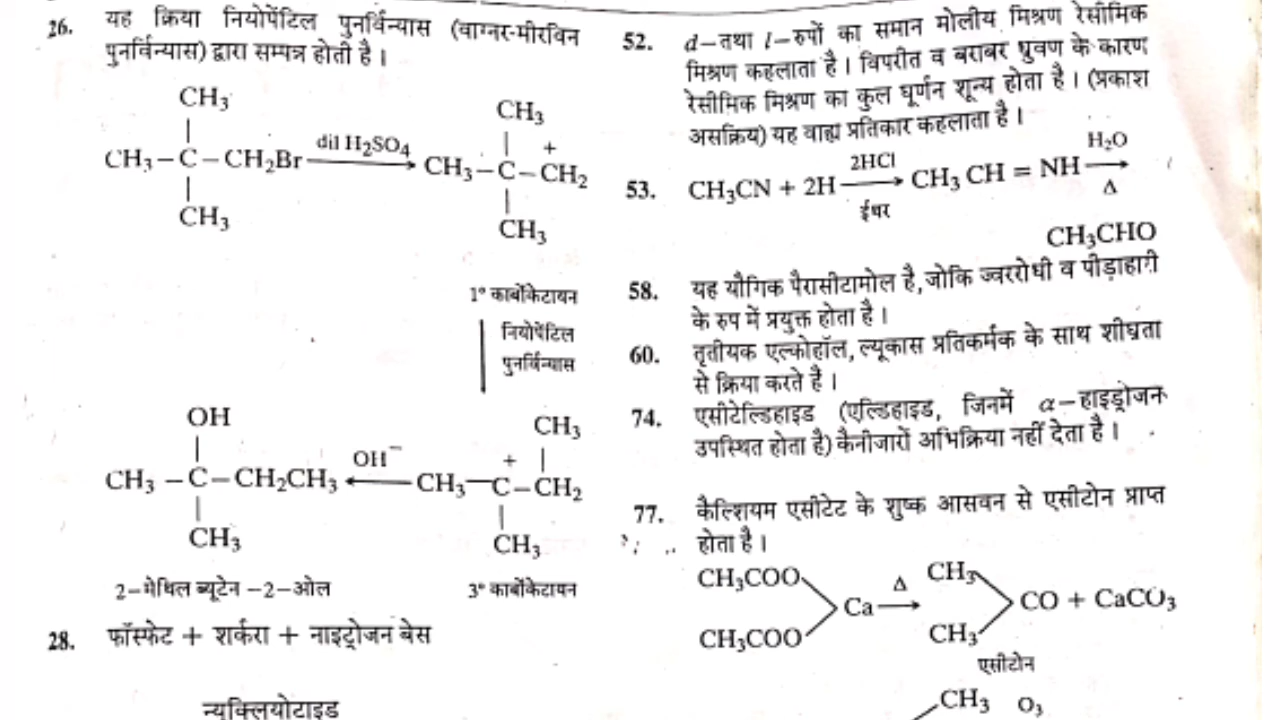 26. यह क्रिया नियोपेंटिल पुनर्विन्यास (वाग्नर-मीरविन
पुनर्विन्यास) द्वारा सम्पन्न होती है।
CH₃
CH₃–C–CH₂Br dil H₂SO₄ → CH₃–C–CH₂
CH₃
+
CH₃
CH₃
1° कार्बोकेटायन
नियोपेंटिल
पुनर्विन्यास
OH
CH₃–C–CH₂CH₃ ← OH⁻ CH₃–C–CH₂
CH₃
+
CH₃
CH₃
2–मेथिल ब्यूटेन –2–ओल
3° कार्बोकेटायन
28. फॉस्फेट + शर्करा + नाइट्रोजन बेस
न्यूक्लियोटाइड
52. d–तथा l–रुपों का समान मोलीय मिश्रण रेसीमिक
मिश्रण कहलाता है। विपरीत व बराबर ध्रुवण के कारण
रेसीमिक मिश्रण का कुल घूर्णन शून्य होता है। (प्रकाश
असक्रिय) यह वाह्य प्रतिकार कहलाता है।
53. CH₃CN + 2H 2HCl → ईथर CH₃ CH = NH H₂O → Δ
CH₃CHO
58. यह यौगिक पैरासीटामोल है, जोकि ज्वररोधी व पीड़ाहारी
के रुप में प्रयुक्त होता है।
60. तृतीयक एल्कोहॉल, ल्यूकास प्रतिकर्मक के साथ शीघ्रता
से क्रिया करते है।
74. एसीटेल्डिहाइड (एल्डिहाइड, जिनमें α–हाइड्रोजन
उपस्थित होता है) कैनीजारों अभिक्रिया नहीं देता है।
77. कैल्शियम एसीटेट के शुष्क आसवन से एसीटोन प्राप्त
होता है।
CH₃COO
CH₃COO
Ca Δ →
CH₃
CH₃
CO + CaCO₃
एसीटोन
CH₃ O₃